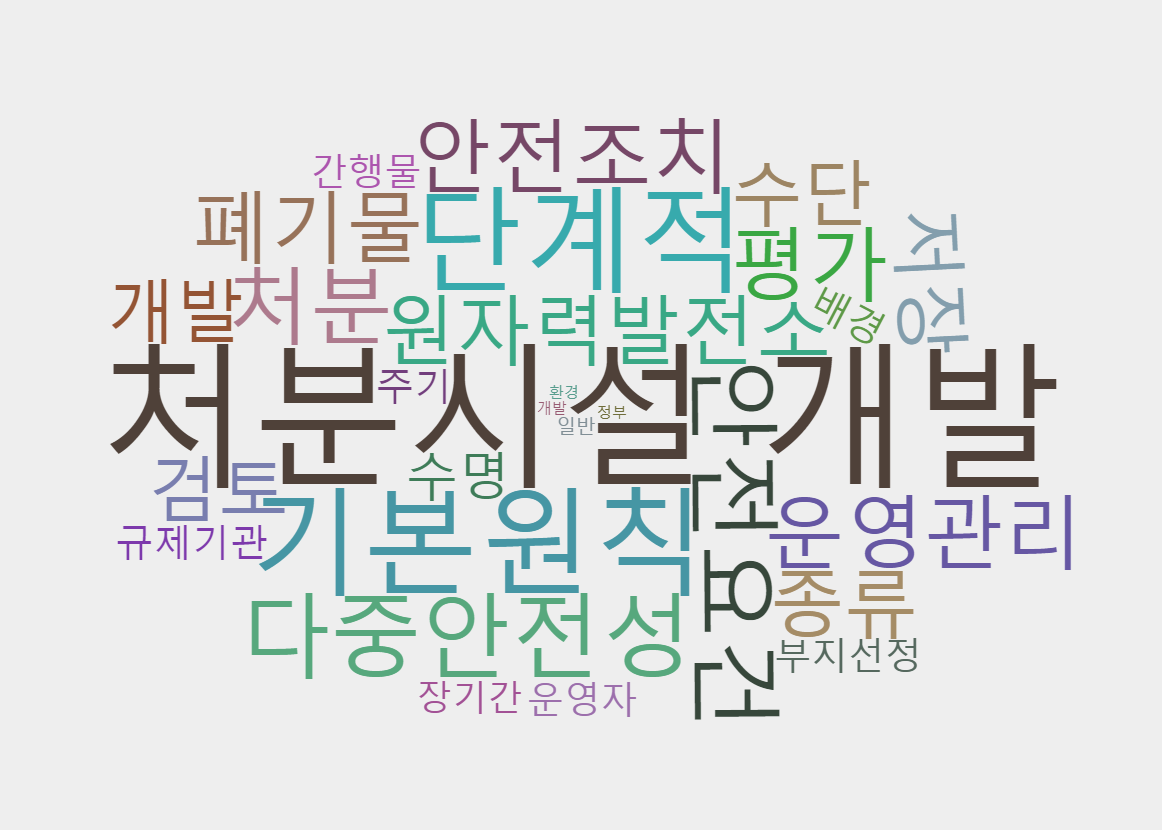 안전조치
간행물
수단
단계적
폐기물
저장
평가
처분
개발
배경
원자력발전소
처분시설 개발
주기
환경
개발
정부
일반
안전요건
수명
검토
기본원칙
운영관리
규제기관
종류
다중안전성
부지선정
장기간
운영자